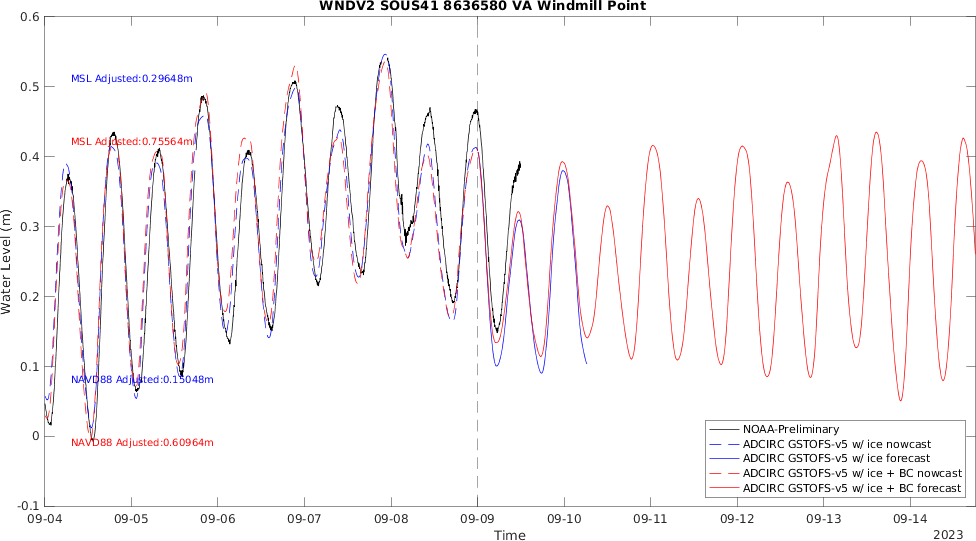 WNDV2 SOUS41 8636580 VA Windmill Point
0.6
0.5
0.4
0.3
0.2
0.1
0
-0.1
Water Level (m)
MSL Adjusted:0.29648m
MSL Adjusted:0.75564m
NAVD88 Adjusted:0.15048m
NAVD88 Adjusted:0.60964m
NOAA-Preliminary
ADCIRC GSTOFS-v5 w/ ice nowcast
ADCIRC GSTOFS-v5 w/ ice forecast
ADCIRC GSTOFS-v5 w/ ice + BC nowcast
ADCIRC GSTOFS-v5 w/ ice + BC forecast
09-04 09-05 09-06 09-07 09-08 09-09 09-10 09-11 09-12 09-13 09-14
Time
2023